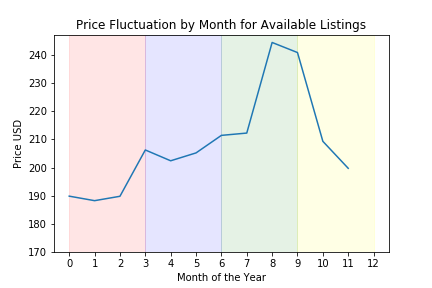 Price Fluctuation by Month for Available Listings
Price USD
240
230
220
210
200
190
180
170
0 1 2 3 4 5 6 7 8 9 10 11 12
Month of the Year